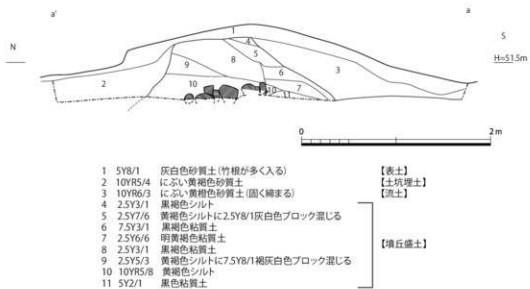 a'
a
N
S
H=51.5m
1
4
5
8
9
6
3
2
10
7
10
11
0 2 m
1 5Y8/1 灰白色砂質土(竹根が多く入る) 【表土】
2 10YR5/4 にぶい黄褐色砂質土 【土坑埋土】
3 10YR6/3 にぶい黄橙色砂質土(固く締まる) 【流土】
4 2.5Y3/1 黒褐色シルト
5 2.5Y7/6 黄褐色シルトに2.5Y8/1灰白色ブロック混じる
6 7.5Y3/1 黒褐色粘質土
7 2.5Y6/6 明黄褐色粘質土
8 2.5Y3/1 黒褐色粘質土
9 2.5Y5/3 黄褐色シルトに7.5Y8/1褐灰白色ブロック混じる
10 10YR5/8 黄褐色シルト
11 5Y2/1 黒色粘質土
【墳丘盛土】